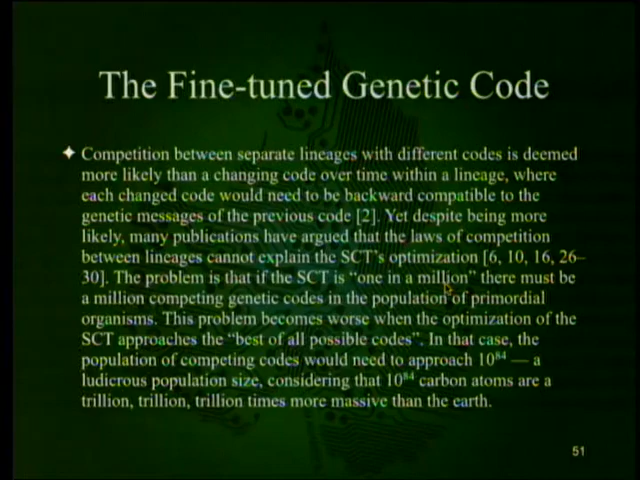 The Fine-tuned Genetic Code
✦ Competition between separate lineages with different codes is deemed
more likely than a changing code over time within a lineage, where
each changed code would need to be backward compatible to the
genetic messages of the previous code [2]. Yet despite being more
likely, many publications have argued that the laws of competition
between lineages cannot explain the SCT's optimization [6, 10, 16, 26–
30]. The problem is that if the SCT is “one in a million” there must be
a million competing genetic codes in the population of primordial
organisms. This problem becomes worse when the optimization of the
SCT approaches the “best of all possible codes”. In that case, the
population of competing codes would need to approach 10⁸⁴ — a
ludicrous population size, considering that 10⁸⁴ carbon atoms are a
trillion, trillion, trillion times more massive than the earth.
51